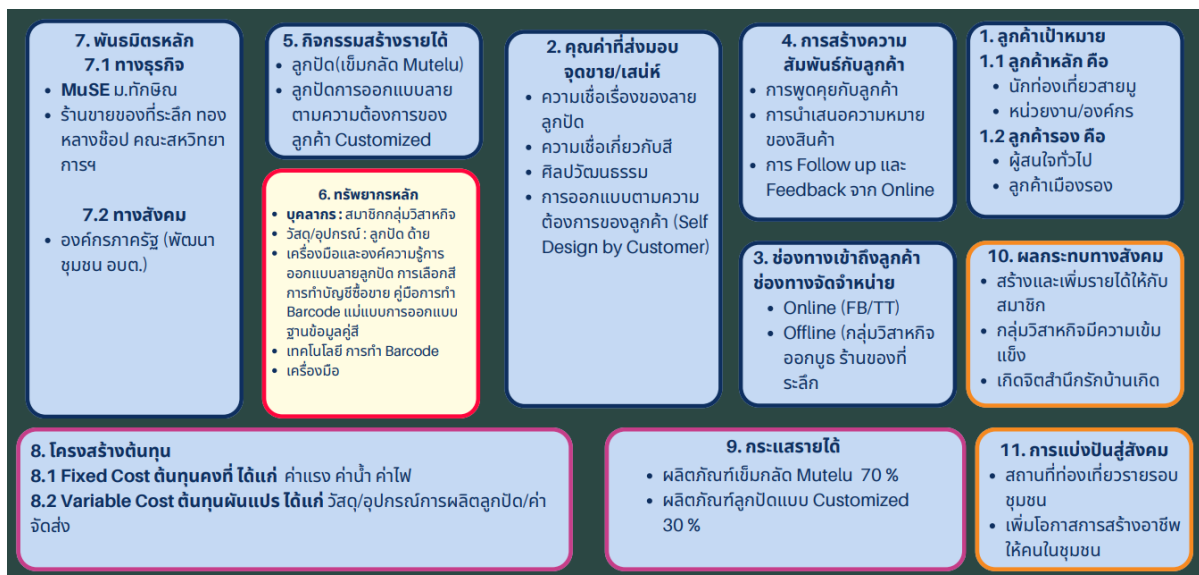 7. พันธมิตรหลัก
7.1 ทางธุรกิจ
• MuSE ม.ทักษิณ
• ร้านขายของที่ระลึก ทอง
หลางช๊อป คณะสหวิทยา
การฯ
7.2 ทางสังคม
• องค์กรภาครัฐ (พัฒนา
ชุมชน อบต.)
5. กิจกรรมสร้างรายได้
• ลูกปัด(เข็มกลัด Mutelu)
• ลูกปัดการออกแบบลาย
ตามความต้องการของ
ลูกค้า Customized
6. ทรัพยากรหลัก
• บุคลากร : สมาชิกกลุ่มวิสาหกิจ
• วัสดุ/อุปกรณ์ : ลูกปัด ด้าย
• เครื่องมือและองค์ความรู้การ
ออกแบบลายลูกปัด การเลือกสี
การทำบัญชีซื้อขาย คู่มือการทำ
Barcode แม่แบบการออกแบบ
ฐานข้อมูลคู่สี
• เทคโนโลยี การทำ Barcode
• เครื่องมือ
2. คุณค่าที่ส่งมอบ
จุดขาย/เสน่ห์
• ความเชื่อเรื่องของลาย
ลูกปัด
• ความเชื่อเกี่ยวกับสี
• ศิลปวัฒนธรรม
• การออกแบบตามความ
ต้องการของลูกค้า (Self
Design by Customer)
4. การสร้างความ
สัมพันธ์กับลูกค้า
• การพูดคุยกับลูกค้า
• การนำเสนอความหมาย
ของสินค้า
• การ Follow up และ
Feedback จาก Online
3. ช่องทางเข้าถึงลูกค้า
ช่องทางจัดจำหน่าย
• Online (FB/TT)
• Offline (กลุ่มวิสาหกิจ
ออกบูธ ร้านของที่
ระลึก
1. ลูกค้าเป้าหมาย
1.1 ลูกค้าหลัก คือ
• นักท่องเที่ยวสายมู
• หน่วยงาน/องค์กร
1.2 ลูกค้ารอง คือ
• ผู้สนใจทั่วไป
• ลูกค้าเมืองรอง
10. ผลกระทบทางสังคม
• สร้างและเพิ่มรายได้ให้กับ
สมาชิก
• กลุ่มวิสาหกิจมีความเข้ม
แข็ง
• เกิดจิตสำนึกรักบ้านเกิด
8. โครงสร้างต้นทุน
8.1 Fixed Cost ต้นทุนคงที่ ได้แก่ ค่าแรง ค่าน้ำ ค่าไฟ
8.2 Variable Cost ต้นทุนผันแปร ได้แก่ วัสดุ/อุปกรณ์การผลิตลูกปัด/ค่า
จัดส่ง
9. กระแสรายได้
• ผลิตภัณฑ์เข็มกลัด Mutelu 70 %
• ผลิตภัณฑ์ลูกปัดแบบ Customized
30 %
11. การแบ่งปันสู่สังคม
• สถานที่ท่องเที่ยวรายรอบ
ชุมชน
• เพิ่มโอกาสการสร้างอาชีพ
ให้คนในชุมชน